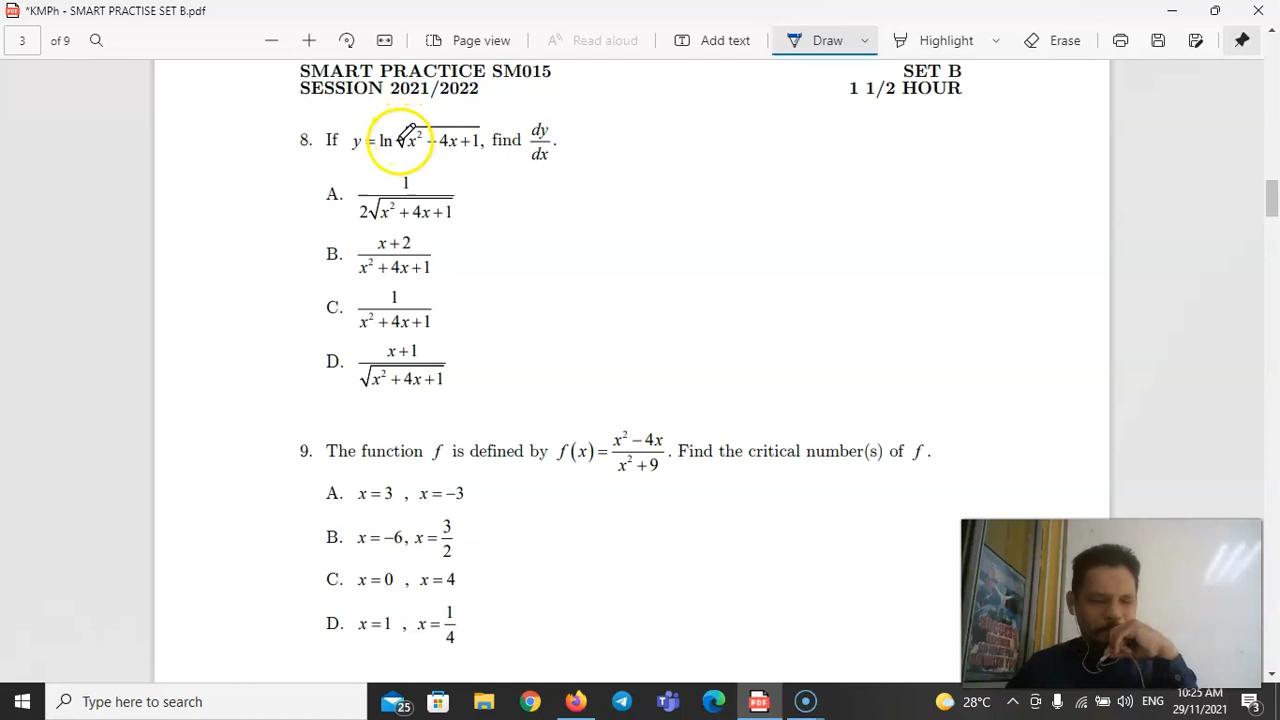 *KMPh - SMART PRACTISE SET B.pdf
3 of 9 Page view Read aloud Add text Draw Highlight Erase
SMART PRACTICE SM015 SET B
SESSION 2021/2022 1 1/2 HOUR
8. If y = ln √(x² − 4x + 1), find dy/dx.
A. 1/(2√(x² + 4x + 1))
B. (x + 2)/(x² + 4x + 1)
C. 1/(x² + 4x + 1)
D. (x + 1)/√(x² + 4x + 1)
9. The function f is defined by f(x) = (x² − 4x)/(x² + 9). Find the critical number(s) of f.
A. x = 3 , x = −3
B. x = −6, x = 3/2
C. x = 0 , x = 4
D. x = 1 , x = 1/4
Type here to search 25 PDF 28°C ENG 10:25 AM
29/11/2021 3